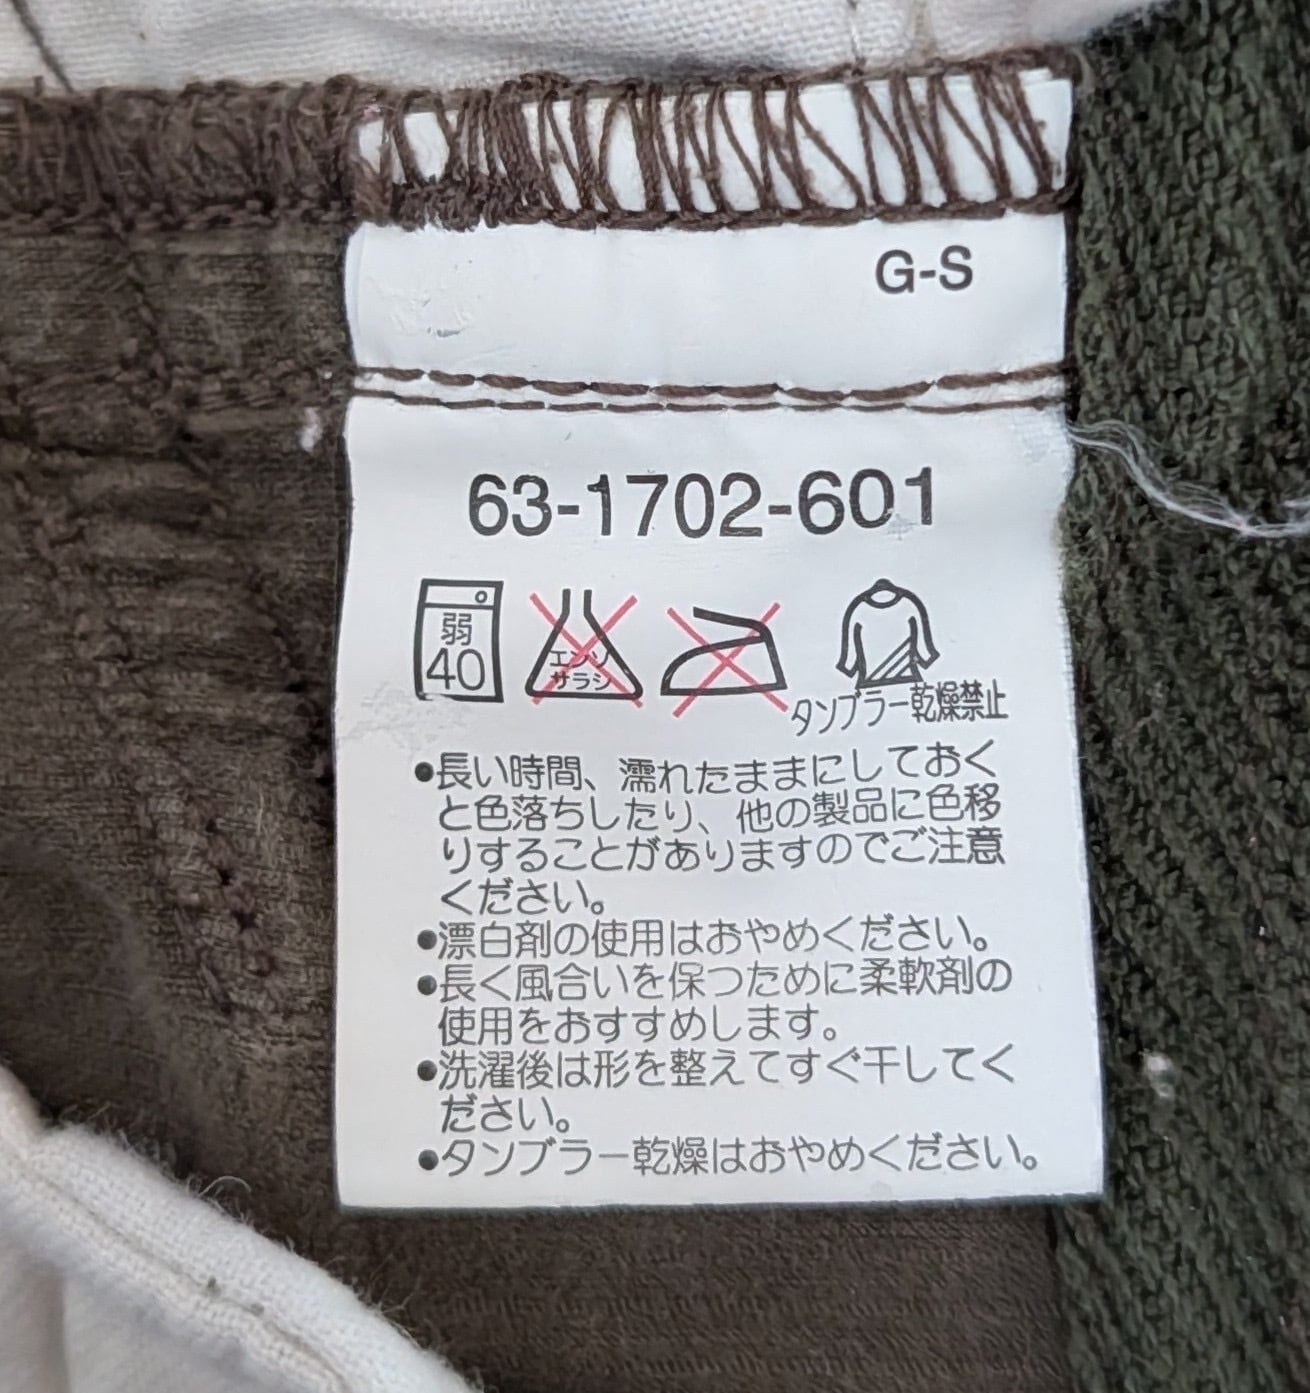 G-S
63-1702-601
弱
40
エンソ
サラシ
タンブラー乾燥禁止
●長い時間、濡れたままにしておく
と色落ちしたり、他の製品に色移
りすることがありますのでご注意
ください。
●漂白剤の使用はおやめください。
●長く風合いを保つために柔軟剤の
使用をおすすめします。
●洗濯後は形を整えてすぐ干してく
ださい。
●タンブラー乾燥はおやめください。